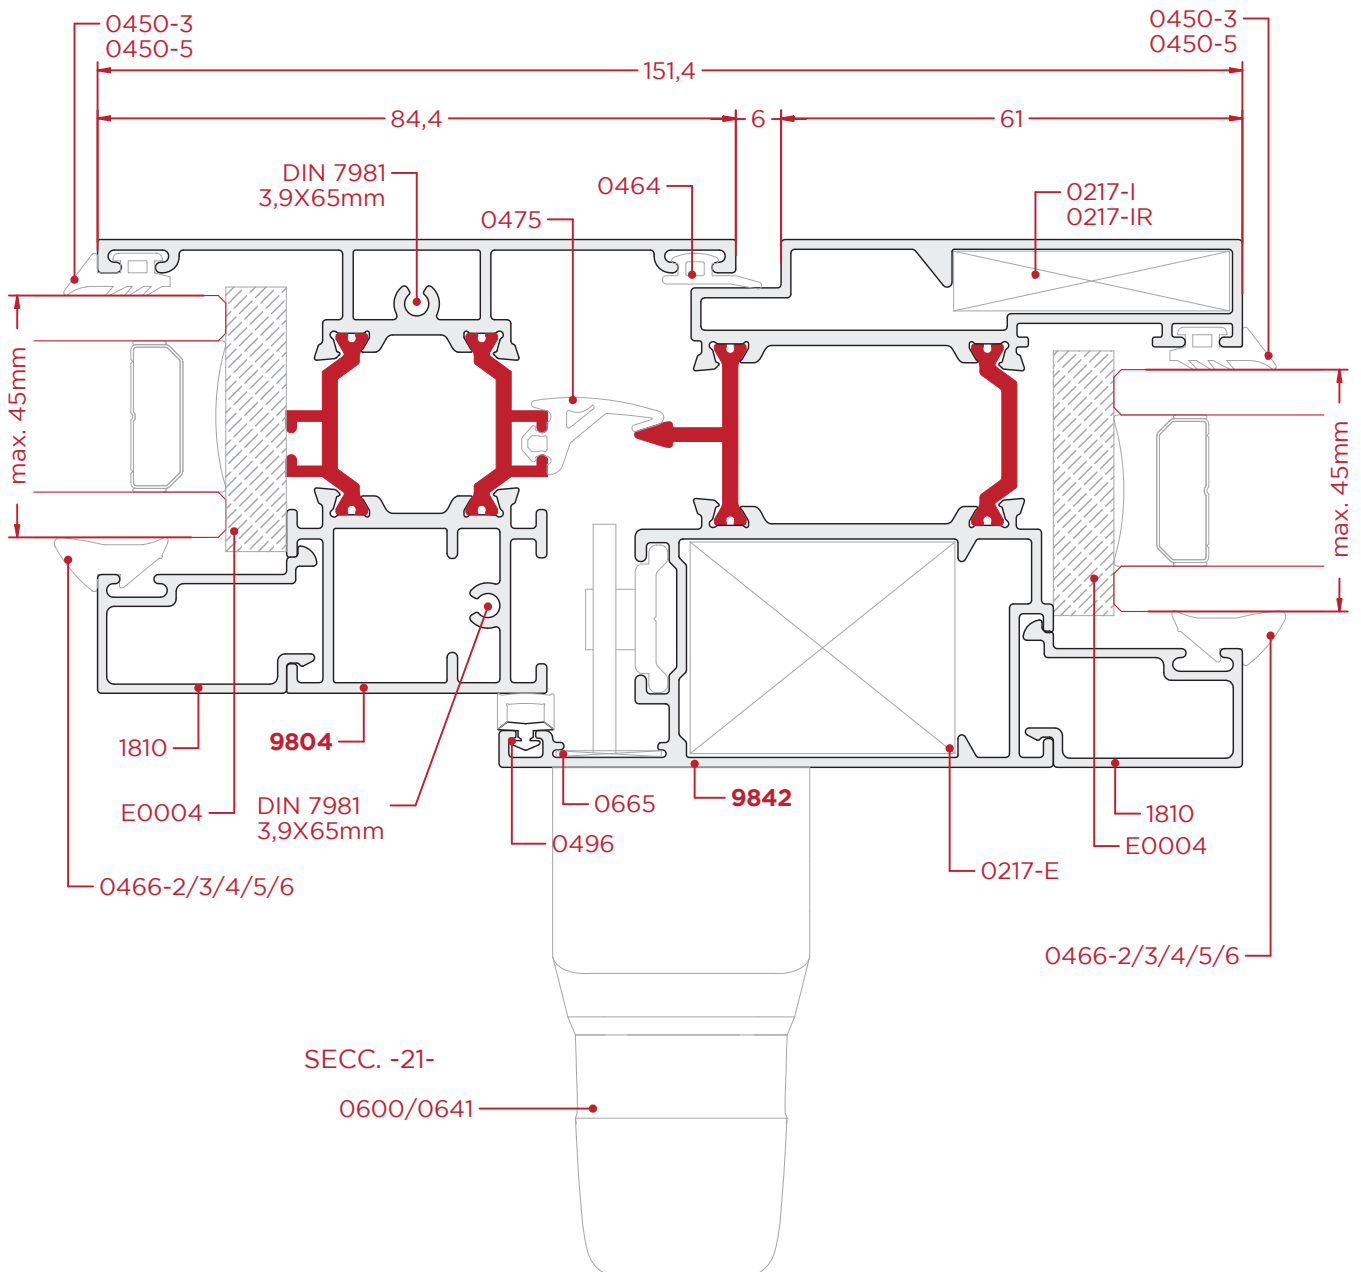 0450-3
0450-5
0450-3
0450-5
151,4
84,4
6
61
DIN 7981
3,9X65mm
0475
0464
0217-I
0217-IR
max. 45mm
max. 45mm
1810
9804
E0004
DIN 7981
3,9X65mm
0665
0496
9842
1810
E0004
0217-E
0466-2/3/4/5/6
0466-2/3/4/5/6
SECC. -21-
0600/0641